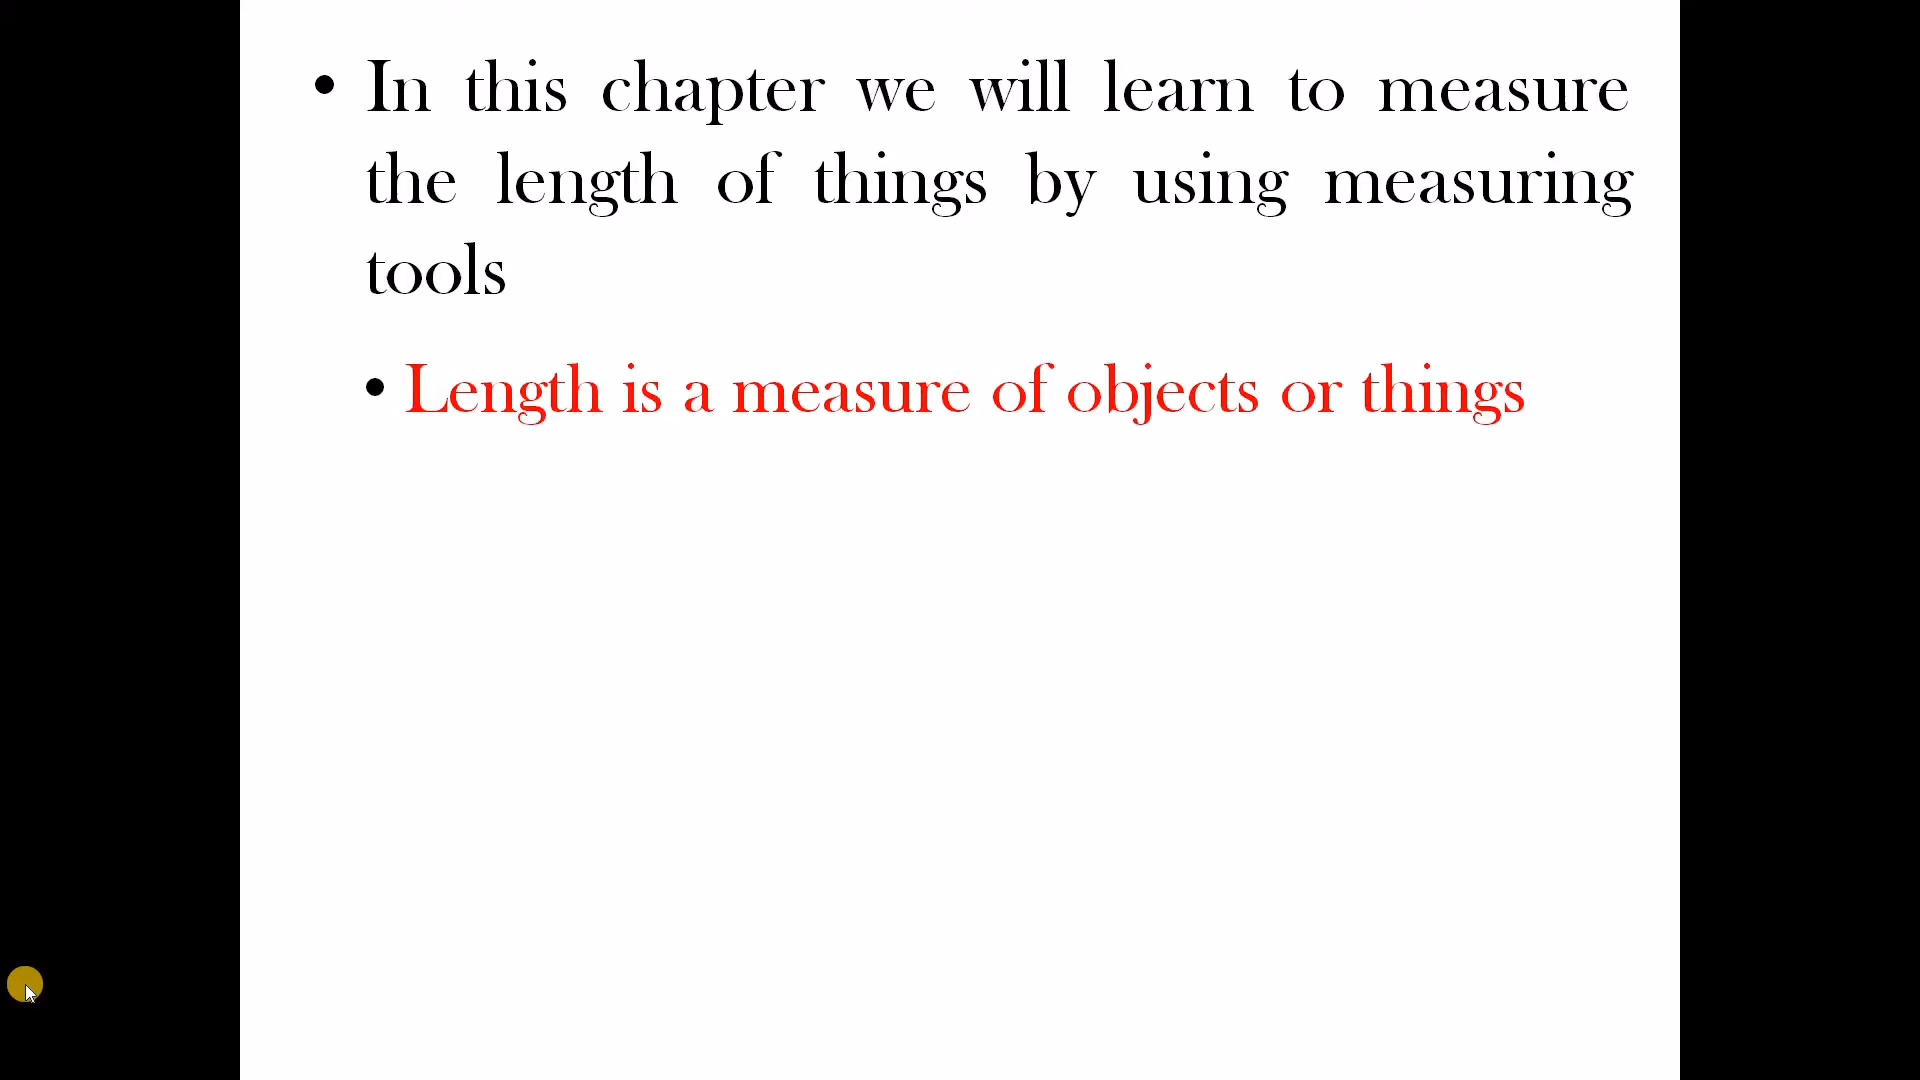 • In this chapter we will learn to measure
the length of things by using measuring
tools
• Length is a measure of objects or things